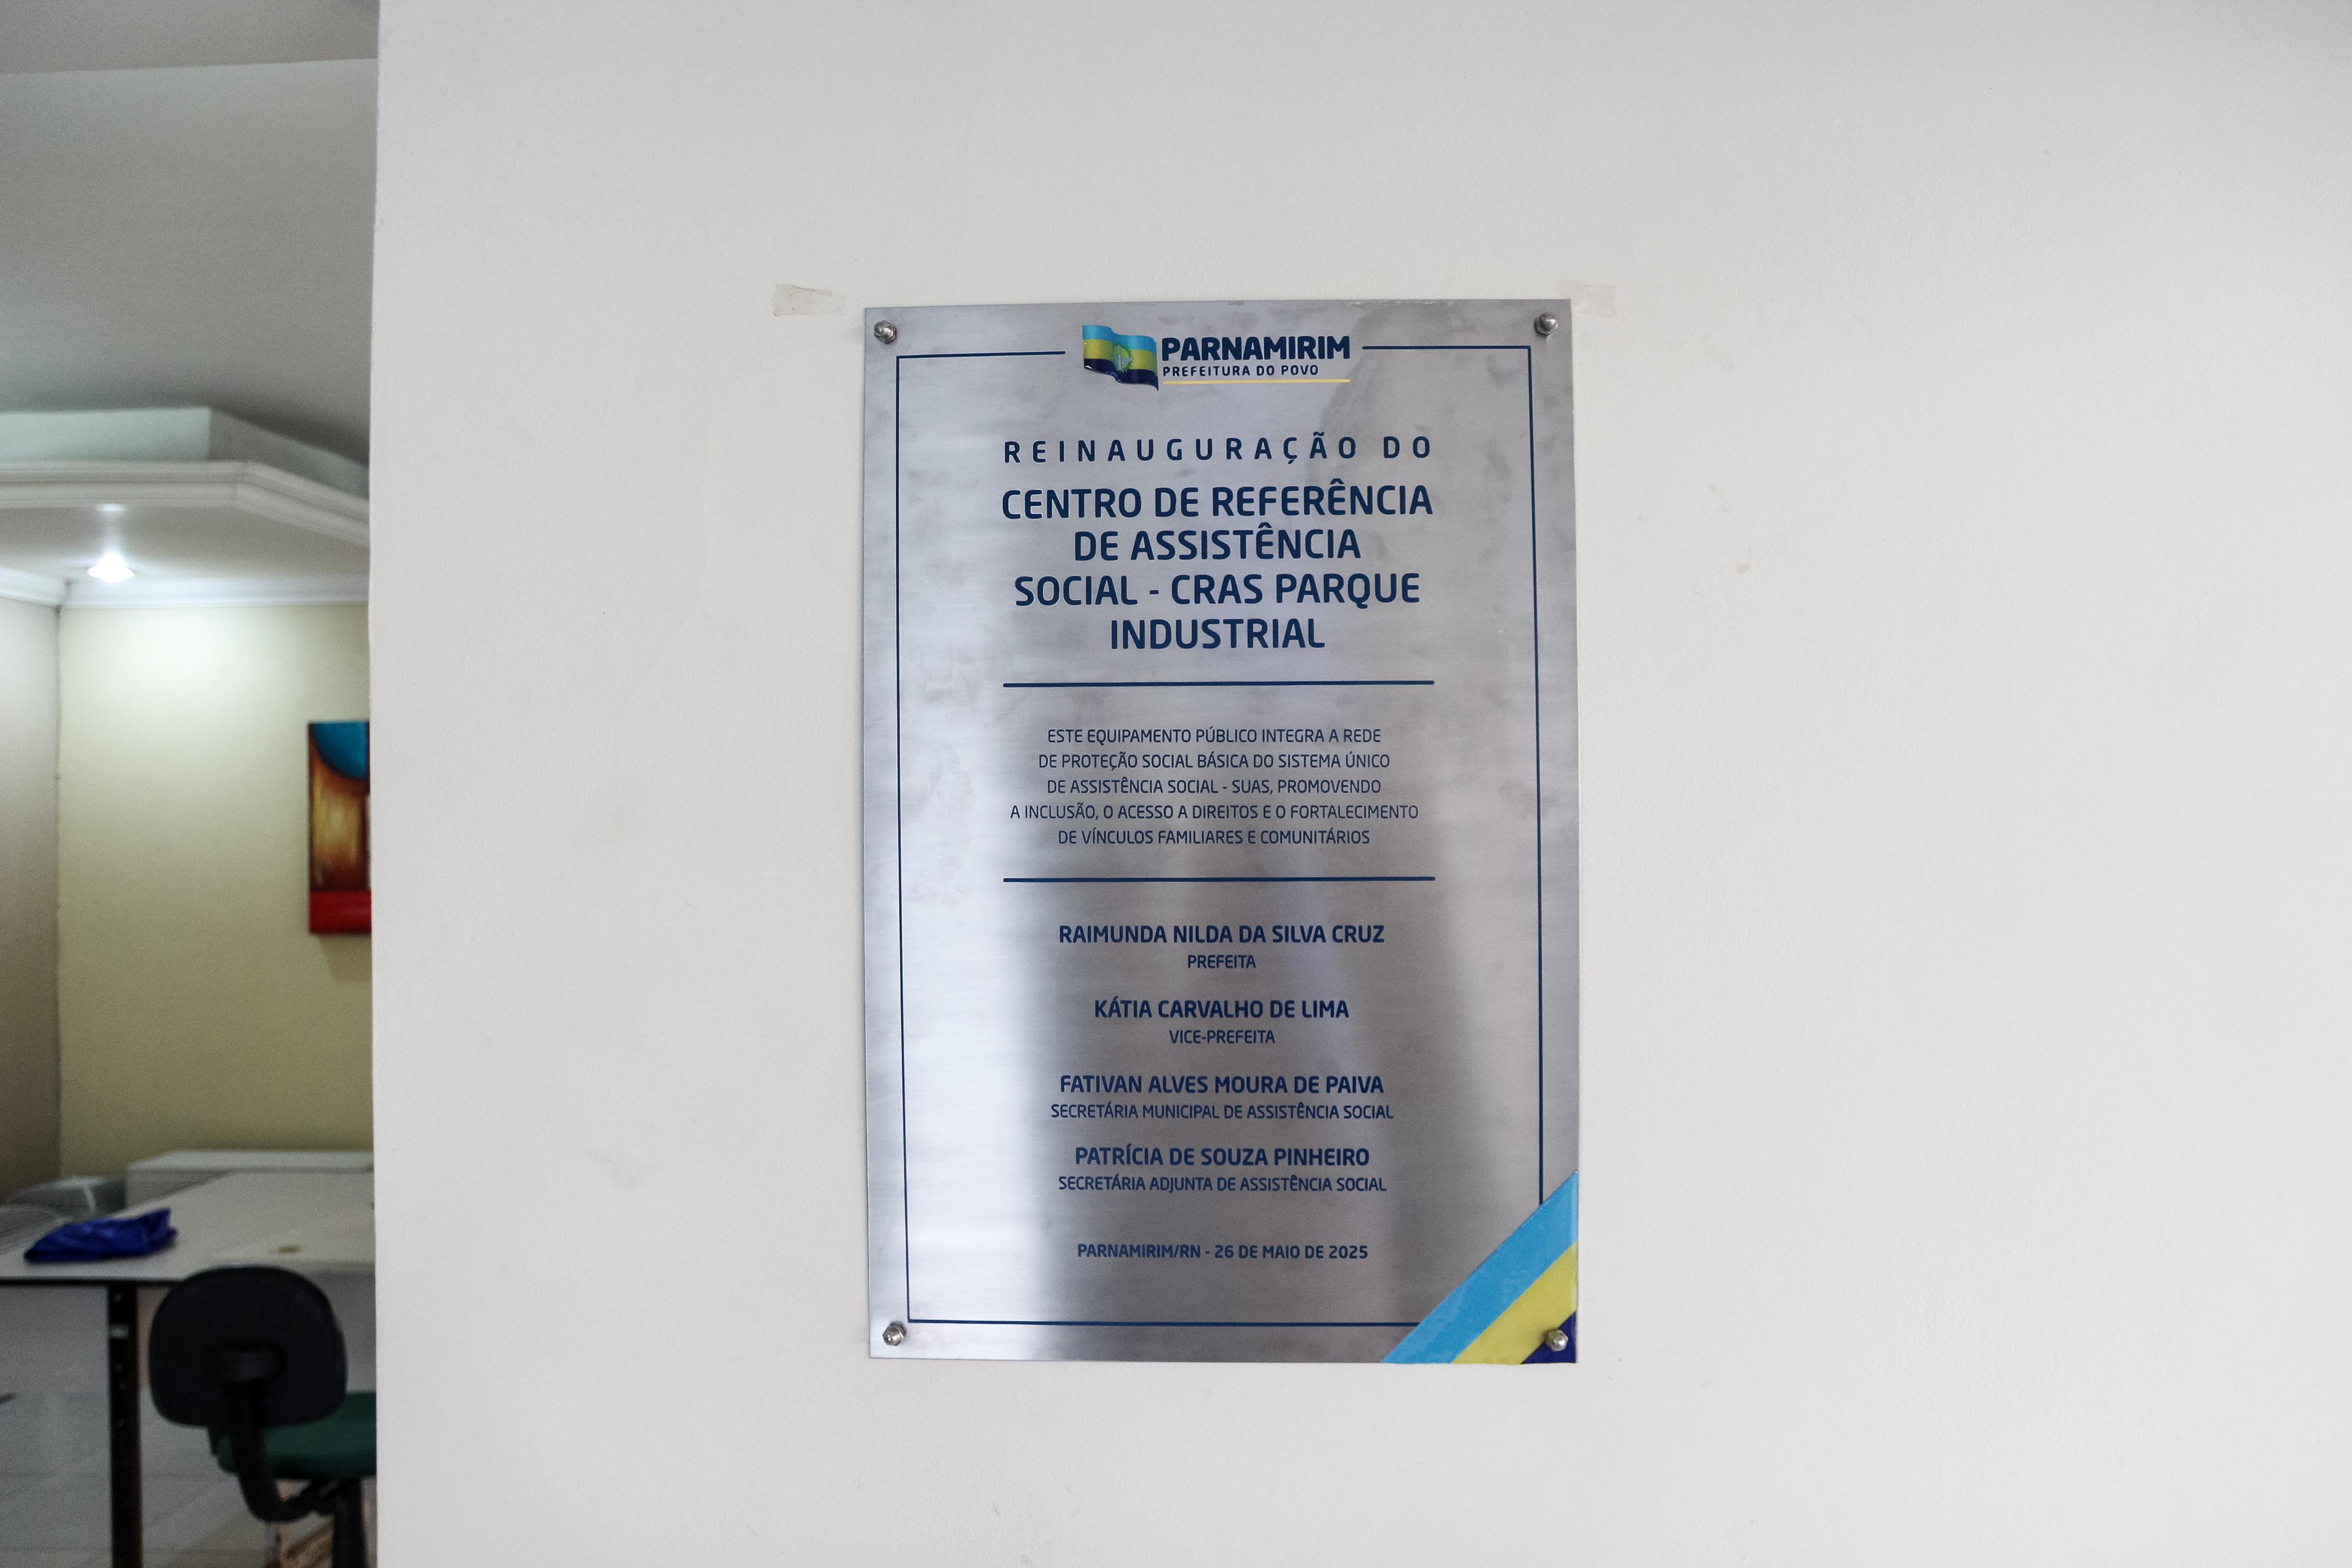 PARNAMIRIM
PREFEITURA DO POVO
REINAUGURAÇÃO DO
CENTRO DE REFERÊNCIA
DE ASSISTÊNCIA
SOCIAL - CRAS PARQUE
INDUSTRIAL
ESTE EQUIPAMENTO PÚBLICO INTEGRA A REDE
DE PROTEÇÃO SOCIAL BÁSICA DO SISTEMA ÚNICO
DE ASSISTÊNCIA SOCIAL - SUAS, PROMOVENDO
A INCLUSÃO, O ACESSO A DIREITOS E O FORTALECIMENTO
DE VÍNCULOS FAMILIARES E COMUNITÁRIOS
RAIMUNDA NILDA DA SILVA CRUZ
PREFEITA
KÁTIA CARVALHO DE LIMA
VICE-PREFEITA
FATIVAN ALVES MOURA DE PAIVA
SECRETÁRIA MUNICIPAL DE ASSISTÊNCIA SOCIAL
PATRÍCIA DE SOUZA PINHEIRO
SECRETÁRIA ADJUNTA DE ASSISTÊNCIA SOCIAL
PARNAMIRIM/RN - 26 DE MAIO DE 2025